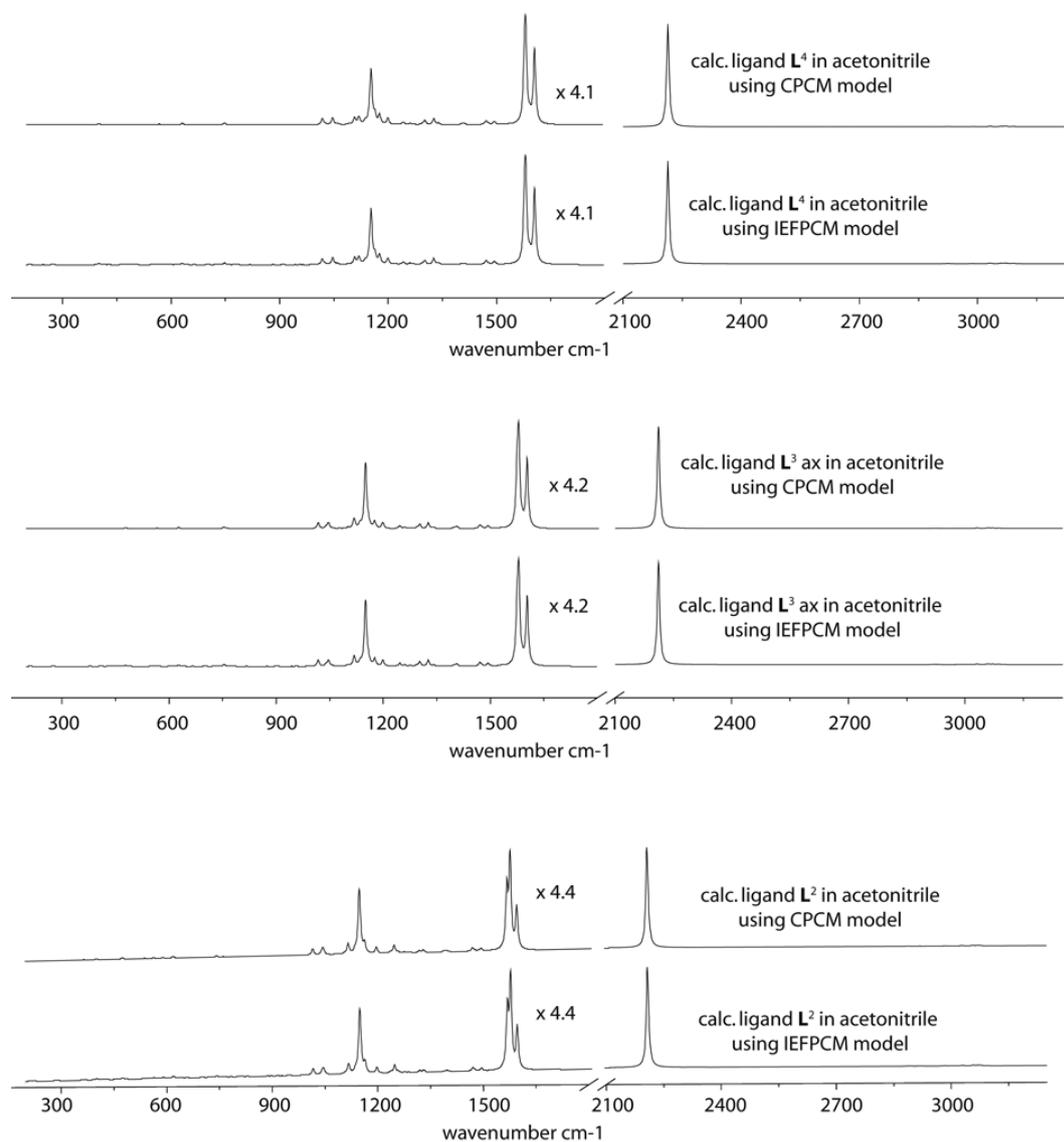 x 4.1
calc. ligand L⁴ in acetonitrile
using CPCM model
x 4.1
calc. ligand L⁴ in acetonitrile
using IEFPCM model
300 600 900 1200 1500 2100 2400 2700 3000
wavenumber cm-1
x 4.2
calc. ligand L³ ax in acetonitrile
using CPCM model
x 4.2
calc. ligand L³ ax in acetonitrile
using IEFPCM model
300 600 900 1200 1500 2100 2400 2700 3000
wavenumber cm-1
x 4.4
calc. ligand L² in acetonitrile
using CPCM model
x 4.4
calc. ligand L² in acetonitrile
using IEFPCM model
300 600 900 1200 1500 2100 2400 2700 3000
wavenumber cm-1